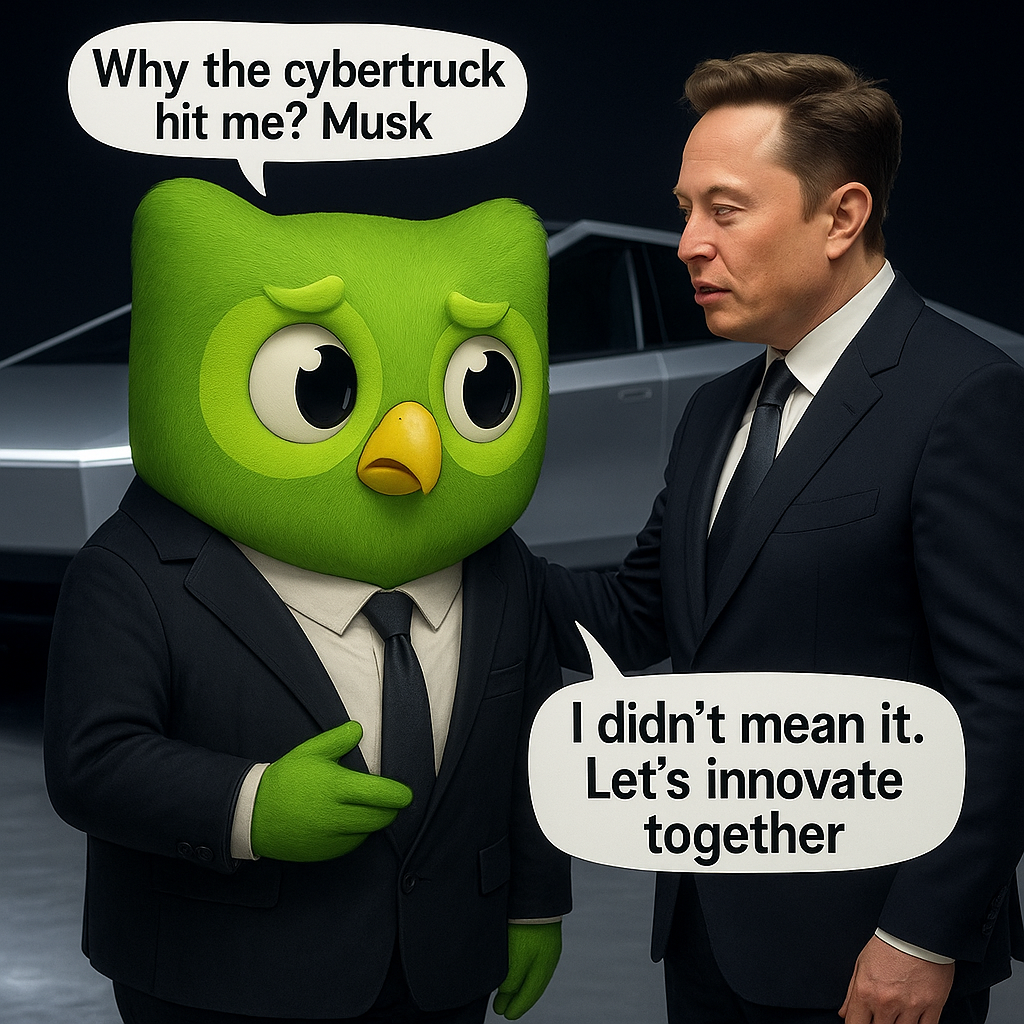 Why the cybertruck
hit me? Musk
I didn't mean it.
Let's innovate
together